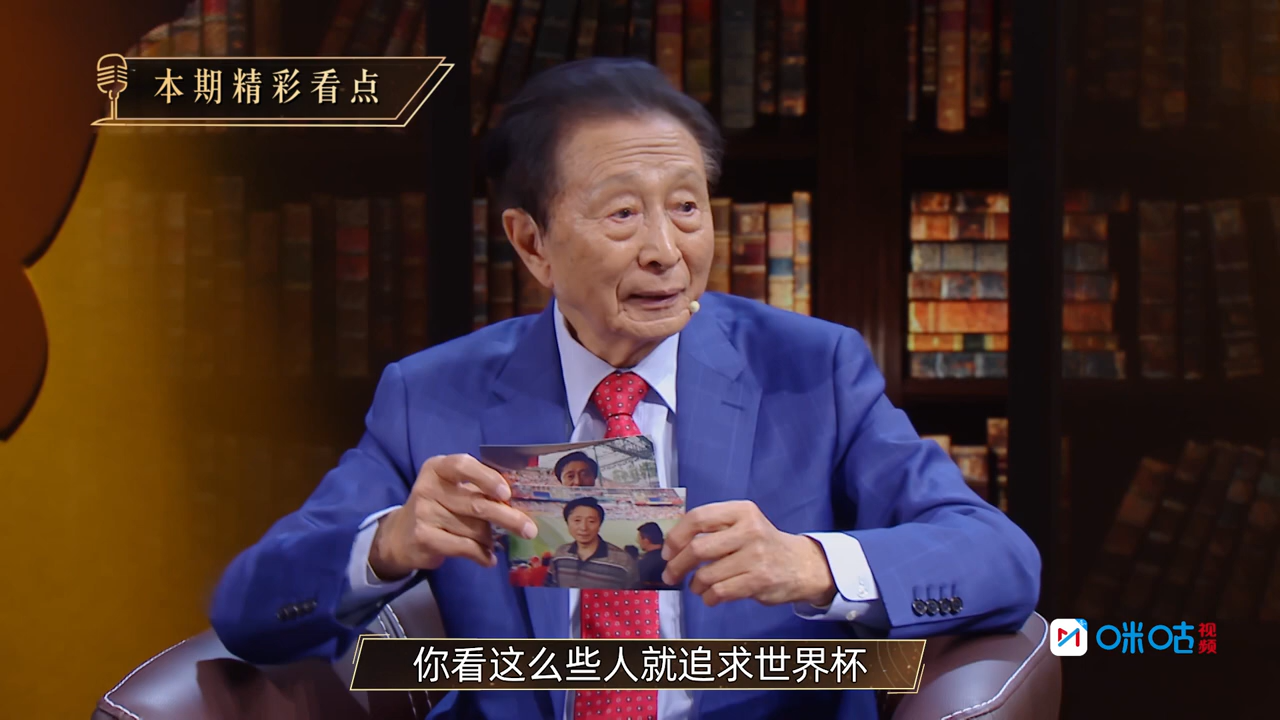 本期精彩看点
你看这么些人就追求世界杯
咪咕视频